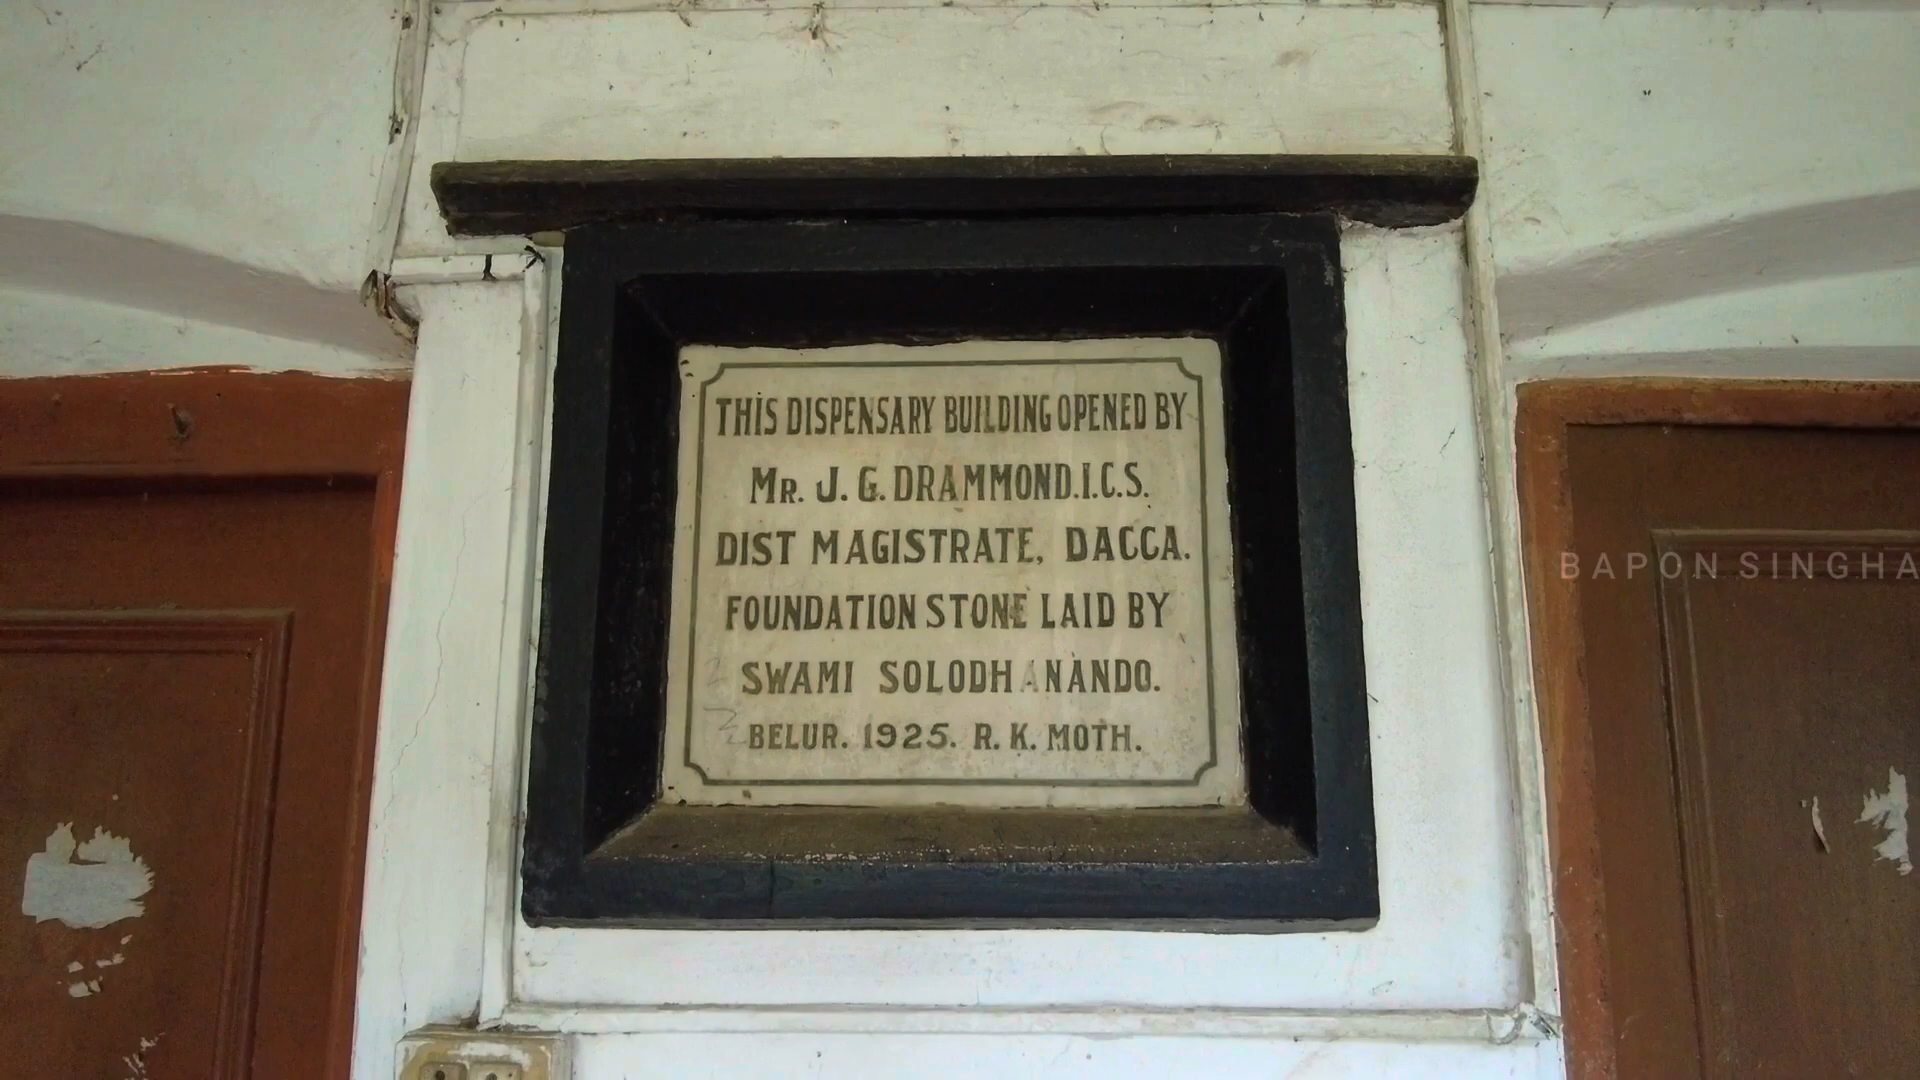 THIS DISPENSARY BUILDING OPENED BY
MR. J. G. DRAMMOND.I.C.S.
DIST MAGISTRATE, DACCA.
FOUNDATION STONE LAID BY
SWAMI SOLODHANANDO.
BELUR. 1925. R. K. MOTH.
BAPON SINGHA